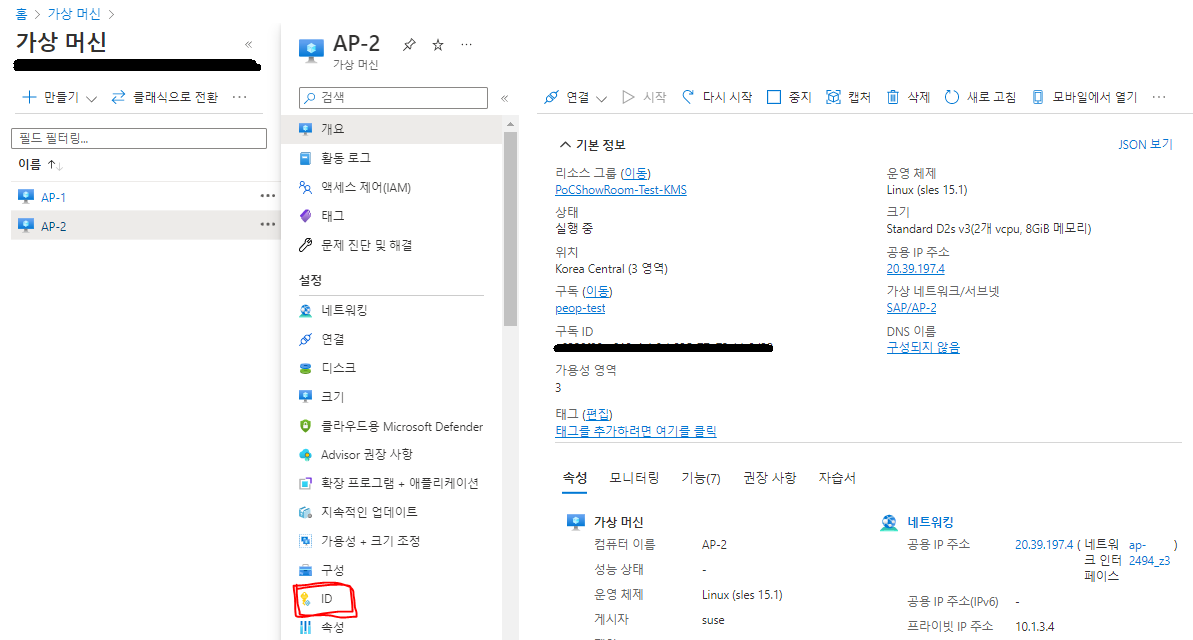 홈 > 가상 머신 >
가상 머신
«
만들기
클래식으로 전환
...
필드 필터링...
이름 ↑↓
AP-1
...
AP-2
...
AP-2
...
가상 머신
검색
«
개요
활동 로그
액세스 제어(IAM)
태그
문제 진단 및 해결
설정
네트워킹
연결
디스크
크기
클라우드용 Microsoft Defender
Advisor 권장 사항
확장 프로그램 + 애플리케이션
지속적인 업데이트
가용성 + 크기 조정
구성
ID
속성
연결
시작
다시 시작
중지
캡처
삭제
새로 고침
모바일에서 열기
...
기본 정보
JSON 보기
리소스 그룹 (이동)
PoCShowRoom-Test-KMS
상태
실행 중
위치
Korea Central (3 영역)
구독 (이동)
peop-test
구독 ID
가용성 영역
3
태그 (편집)
태그를 추가하려면 여기를 클릭
운영 체제
Linux (sles 15.1)
크기
Standard D2s v3(2개 vcpu, 8GiB 메모리)
공용 IP 주소
20.39.197.4
가상 네트워크/서브넷
SAP/AP-2
DNS 이름
구성되지 않음
속성
모니터링
기능(7)
권장 사항
자습서
가상 머신
컴퓨터 이름 AP-2
성능 상태 -
운영 체제 Linux (sles 15.1)
게시자 suse
네트워킹
공용 IP 주소 20.39.197.4 ( 네트워크 인터페이스 ap-2494_z3 )
공용 IP 주소(IPv6) -
프라이빗 IP 주소 10.1.3.4